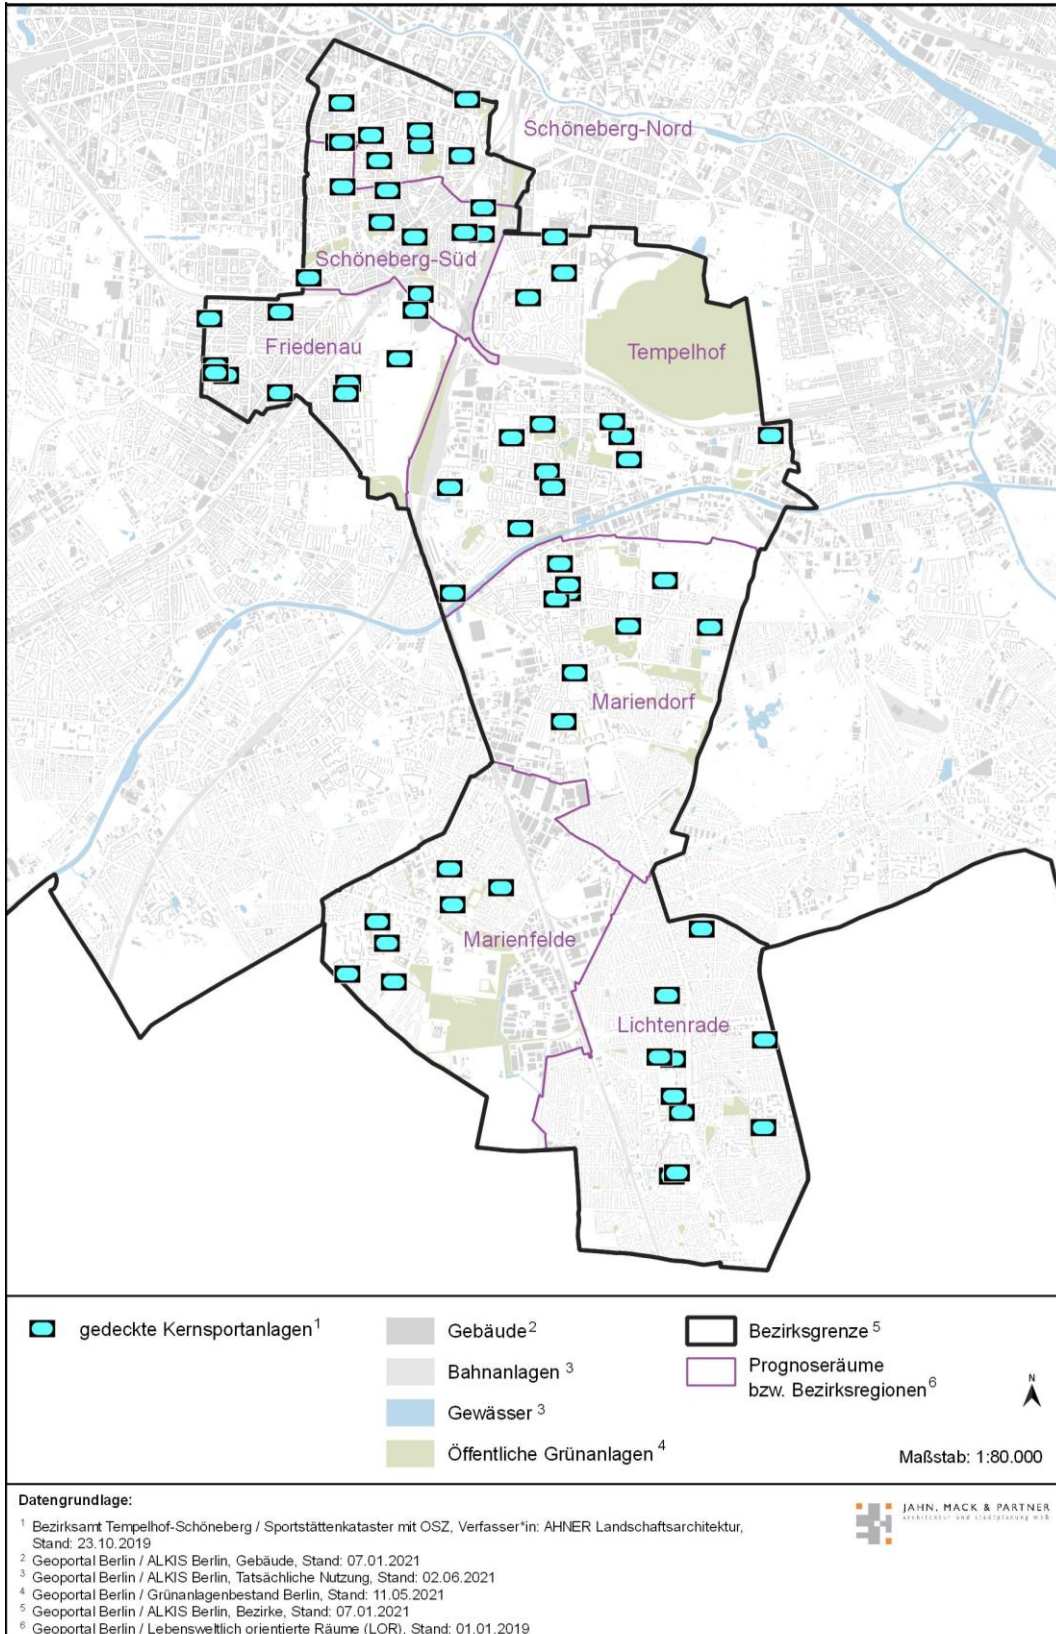 Schöneberg-Nord
Schöneberg-Süd
Friedenau
Tempelhof
Mariendorf
Marienfelde
Lichtenrade
gedeckte Kernsportanlagen¹
Gebäude²
Bahnanlagen ³
Gewässer ³
Öffentliche Grünanlagen ⁴
Bezirksgrenze ⁵
Prognoseräume
bzw. Bezirksregionen⁶
N
Maßstab: 1:80.000
Datengrundlage:
¹ Bezirksamt Tempelhof-Schöneberg / Sportstättenkataster mit OSZ, Verfasser*in: AHNER Landschaftsarchitektur,
Stand: 23.10.2019
² Geoportal Berlin / ALKIS Berlin, Gebäude, Stand: 07.01.2021
³ Geoportal Berlin / ALKIS Berlin, Tatsächliche Nutzung, Stand: 02.06.2021
⁴ Geoportal Berlin / Grünanlagenbestand Berlin, Stand: 11.05.2021
⁵ Geoportal Berlin / ALKIS Berlin, Bezirke, Stand: 07.01.2021
⁶ Geoportal Berlin / Lebensweltlich orientierte Räume (LOR), Stand: 01.01.2019
JAHN, MACK & PARTNER
architektur und stadtplanung mbB